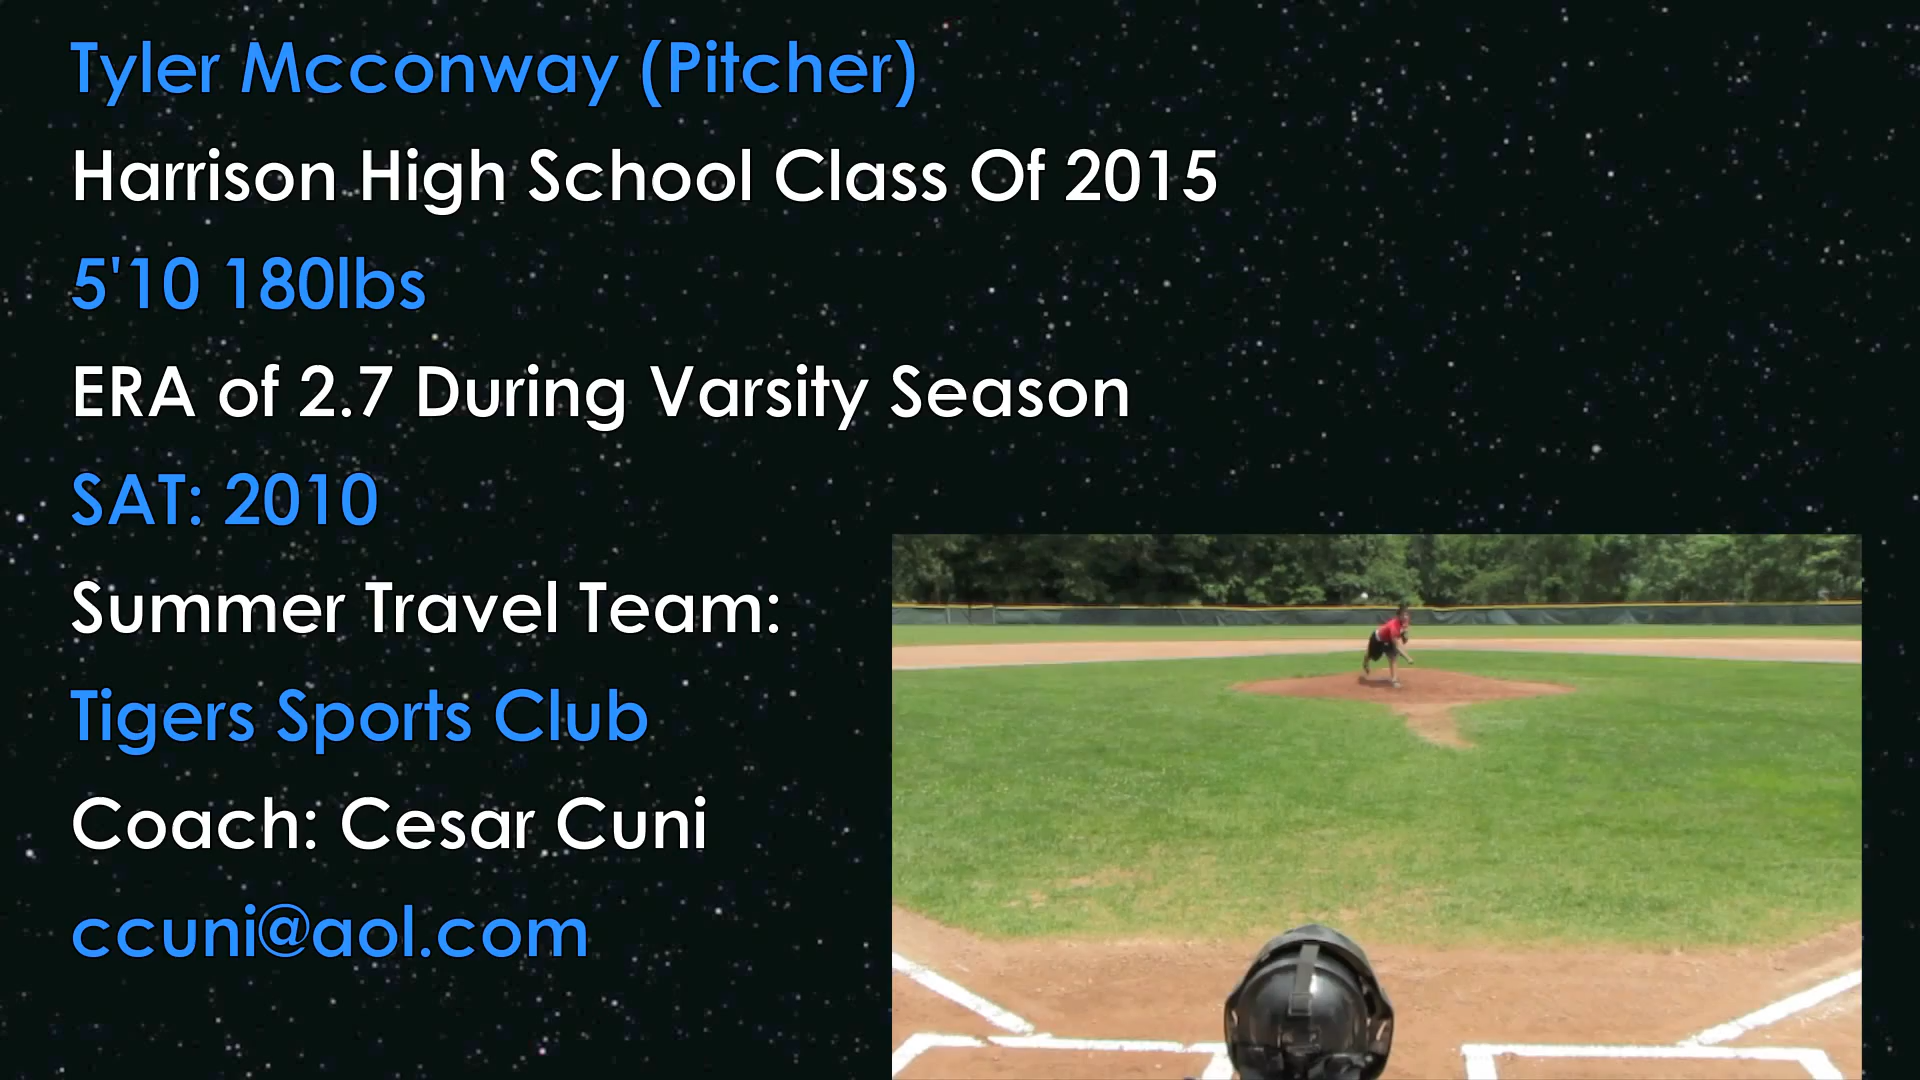 Tyler Mcconway (Pitcher)
Harrison High School Class Of 2015
5'10 180lbs
ERA of 2.7 During Varsity Season
SAT: 2010
Summer Travel Team:
Tigers Sports Club
Coach: Cesar Cuni
ccuni@aol.com